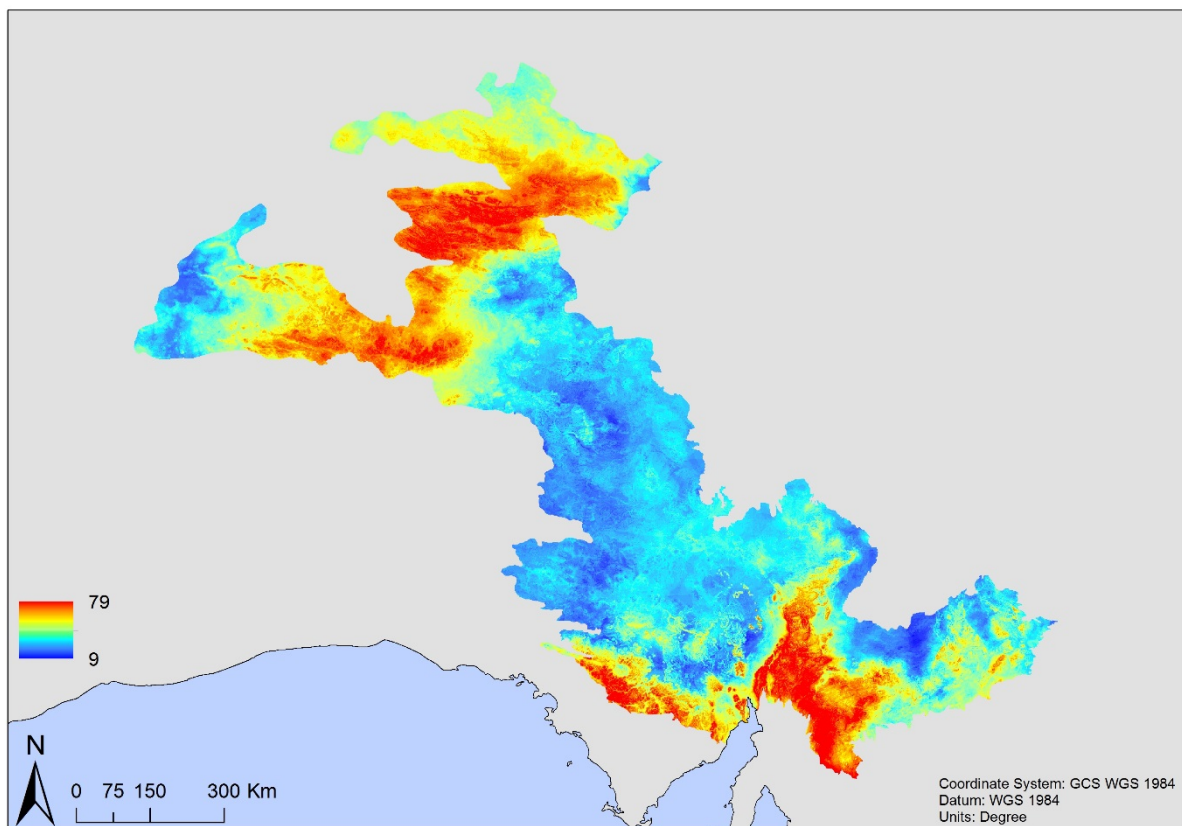 79
9
N
0 75 150 300 Km
Coordinate System: GCS WGS 1984
Datum: WGS 1984
Units: Degree